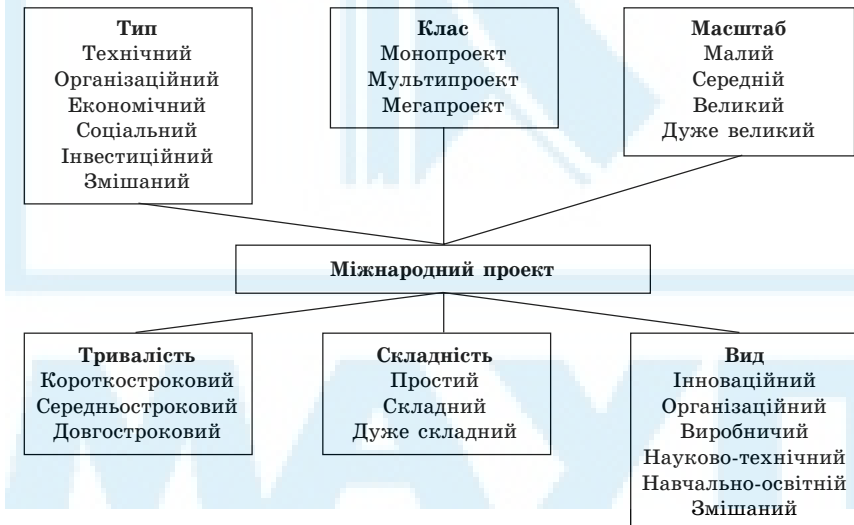 Тип
Технічний
Організаційний
Економічний
Соціальний
Інвестиційний
Змішаний
Клас
Монопроект
Мультипроект
Мегапроект
Масштаб
Малий
Середній
Великий
Дуже великий
Міжнародний проект
Тривалість
Короткостроковий
Середньостроковий
Довгостроковий
Складність
Простий
Складний
Дуже складний
Вид
Інноваційний
Організаційний
Виробничий
Науково-технічний
Навчально-освітній
Змішаний
МАУП